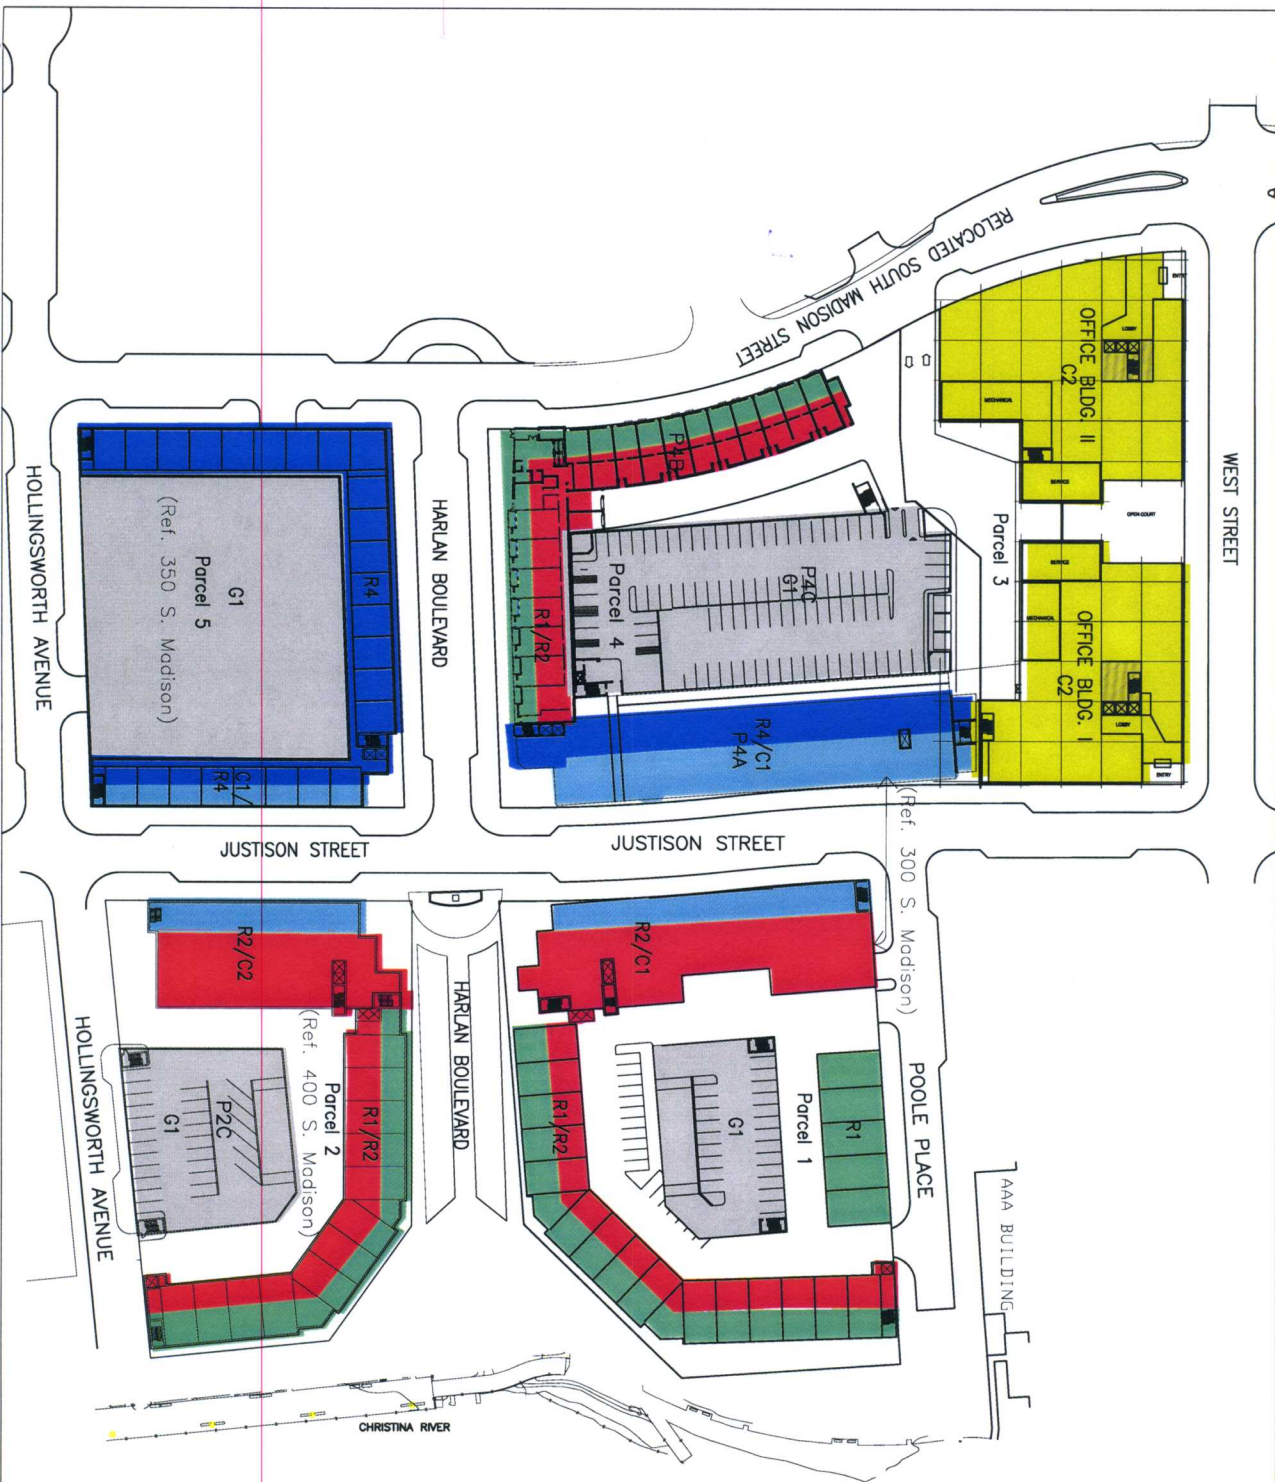 RELOCATED SOUTH MADISON STREET
WEST STREET
OFFICE BLDG. II
C2
LOBBY
ENTRY
MECHANICAL
SERVICE
OPEN COURT
Parcel 3
SERVICE
MECHANICAL
OFFICE BLDG. I
C2
LOBBY
ENTRY
P4B
R1/R2
P4C
G1
Parcel 4
R4/C1
P4A
(Ref. 300 S. Madison)
HARLAN BOULEVARD
R4
G1
Parcel 5
(Ref. 350 S. Madison)
C1/
R4
HOLLINGSWORTH AVENUE
JUSTISON STREET
JUSTISON STREET
R2/C2
R2/C1
HARLAN BOULEVARD
Parcel 2
(Ref. 400 S. Madison)
R1/R2
P2C
G1
HOLLINGSWORTH AVENUE
R1/R2
G1
Parcel 1
R1
POOLE PLACE
AAA BUILDING
CHRISTINA RIVER